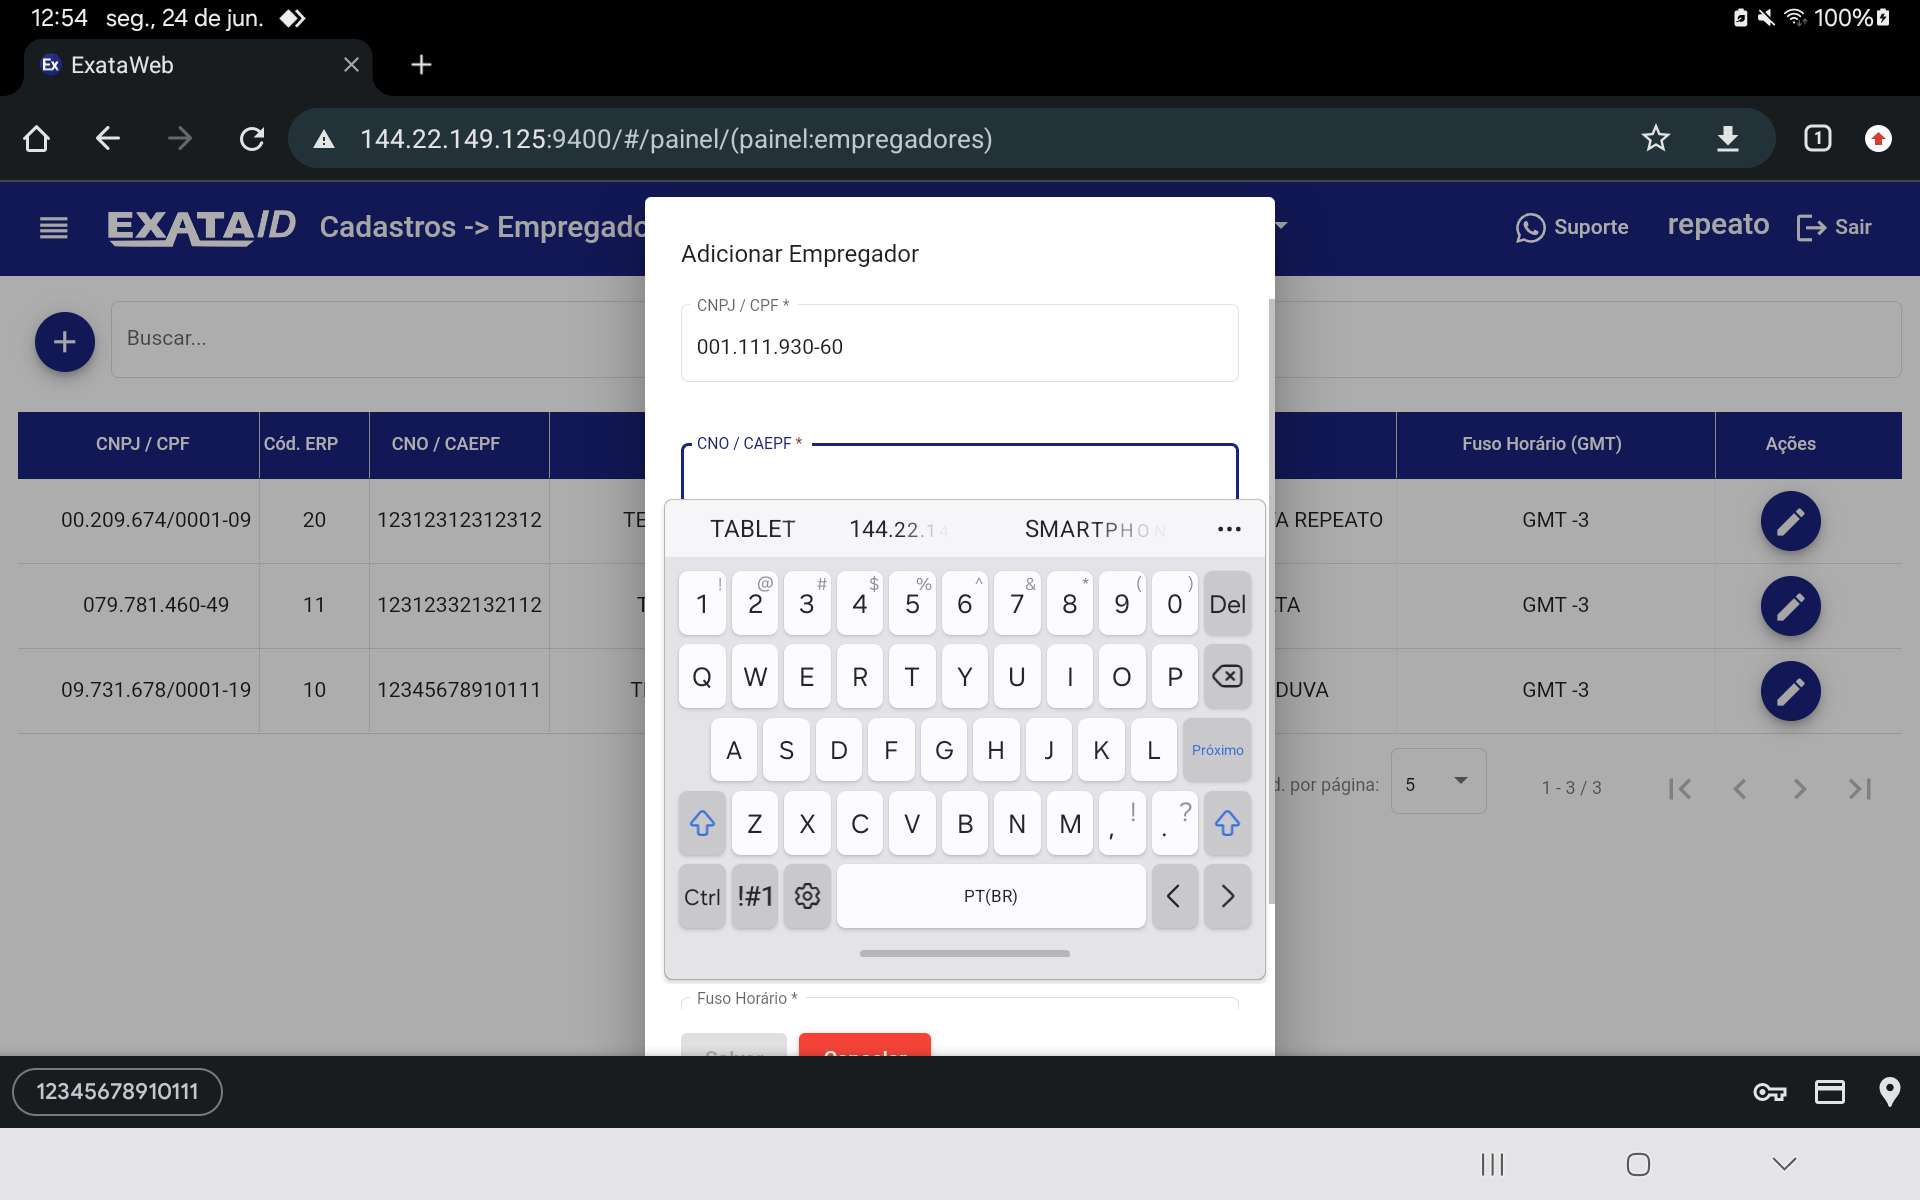 12:54 seg., 24 de jun. 100%
Ex ExataWeb
144.22.149.125:9400/#/painel/(painel:empregadores) 1
EXATAID Cadastros -> Empregado Suporte repeato Sair
Adicionar Empregador
CNPJ / CPF *
001.111.930-60
CNO / CAEPF *
Buscar...
CNPJ / CPF Cód. ERP CNO / CAEPF Fuso Horário (GMT) Ações
00.209.674/0001-09 20 12312312312312 TE A REPEATO GMT -3
079.781.460-49 11 12312332132112 T TA GMT -3
09.731.678/0001-19 10 12345678910111 T DUVA GMT -3
d. por página: 5 1 - 3 / 3
TABLET 144.22.14 SMARTPHON
! @ # $ % ^ & * ( )
1 2 3 4 5 6 7 8 9 0 Del
Q W E R T Y U I O P
A S D F G H J K L Próximo
Z X C V B N M , ! . ?
Ctrl !#1 PT(BR) < >
Fuso Horário *
Salvar Cancelar
12345678910111